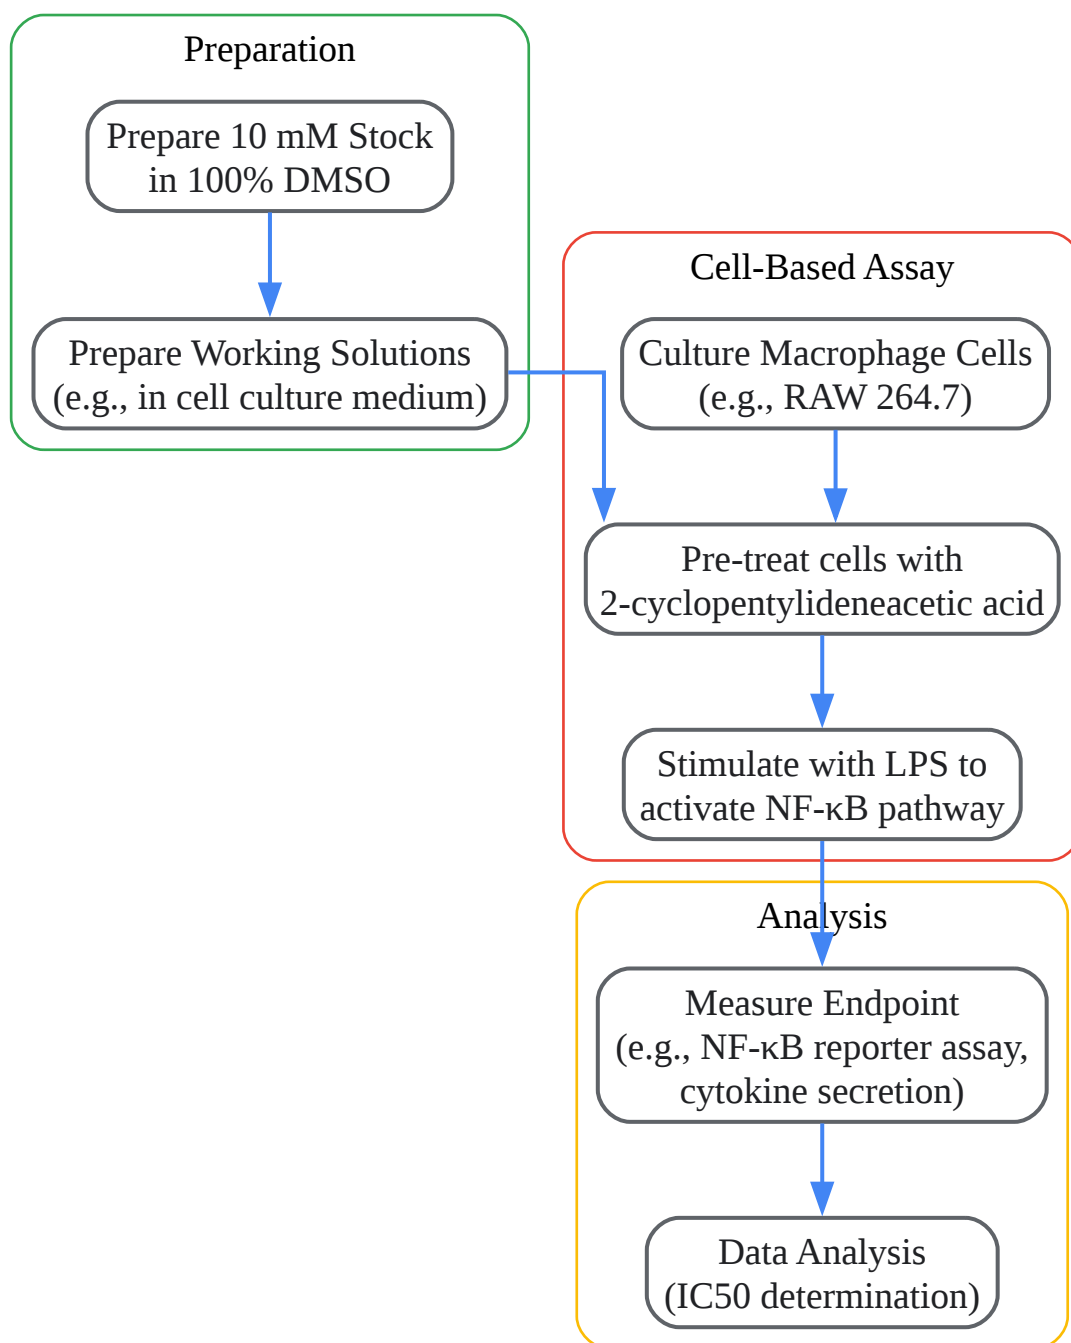 Preparation
Prepare 10 mM Stock
in 100% DMSO
Prepare Working Solutions
(e.g., in cell culture medium)
Cell-Based Assay
Culture Macrophage Cells
(e.g., RAW 264.7)
Pre-treat cells with
2-cyclopentylideneacetic acid
Stimulate with LPS to
activate NF-κB pathway
Analysis
Measure Endpoint
(e.g., NF-κB reporter assay,
cytokine secretion)
Data Analysis
(IC50 determination)